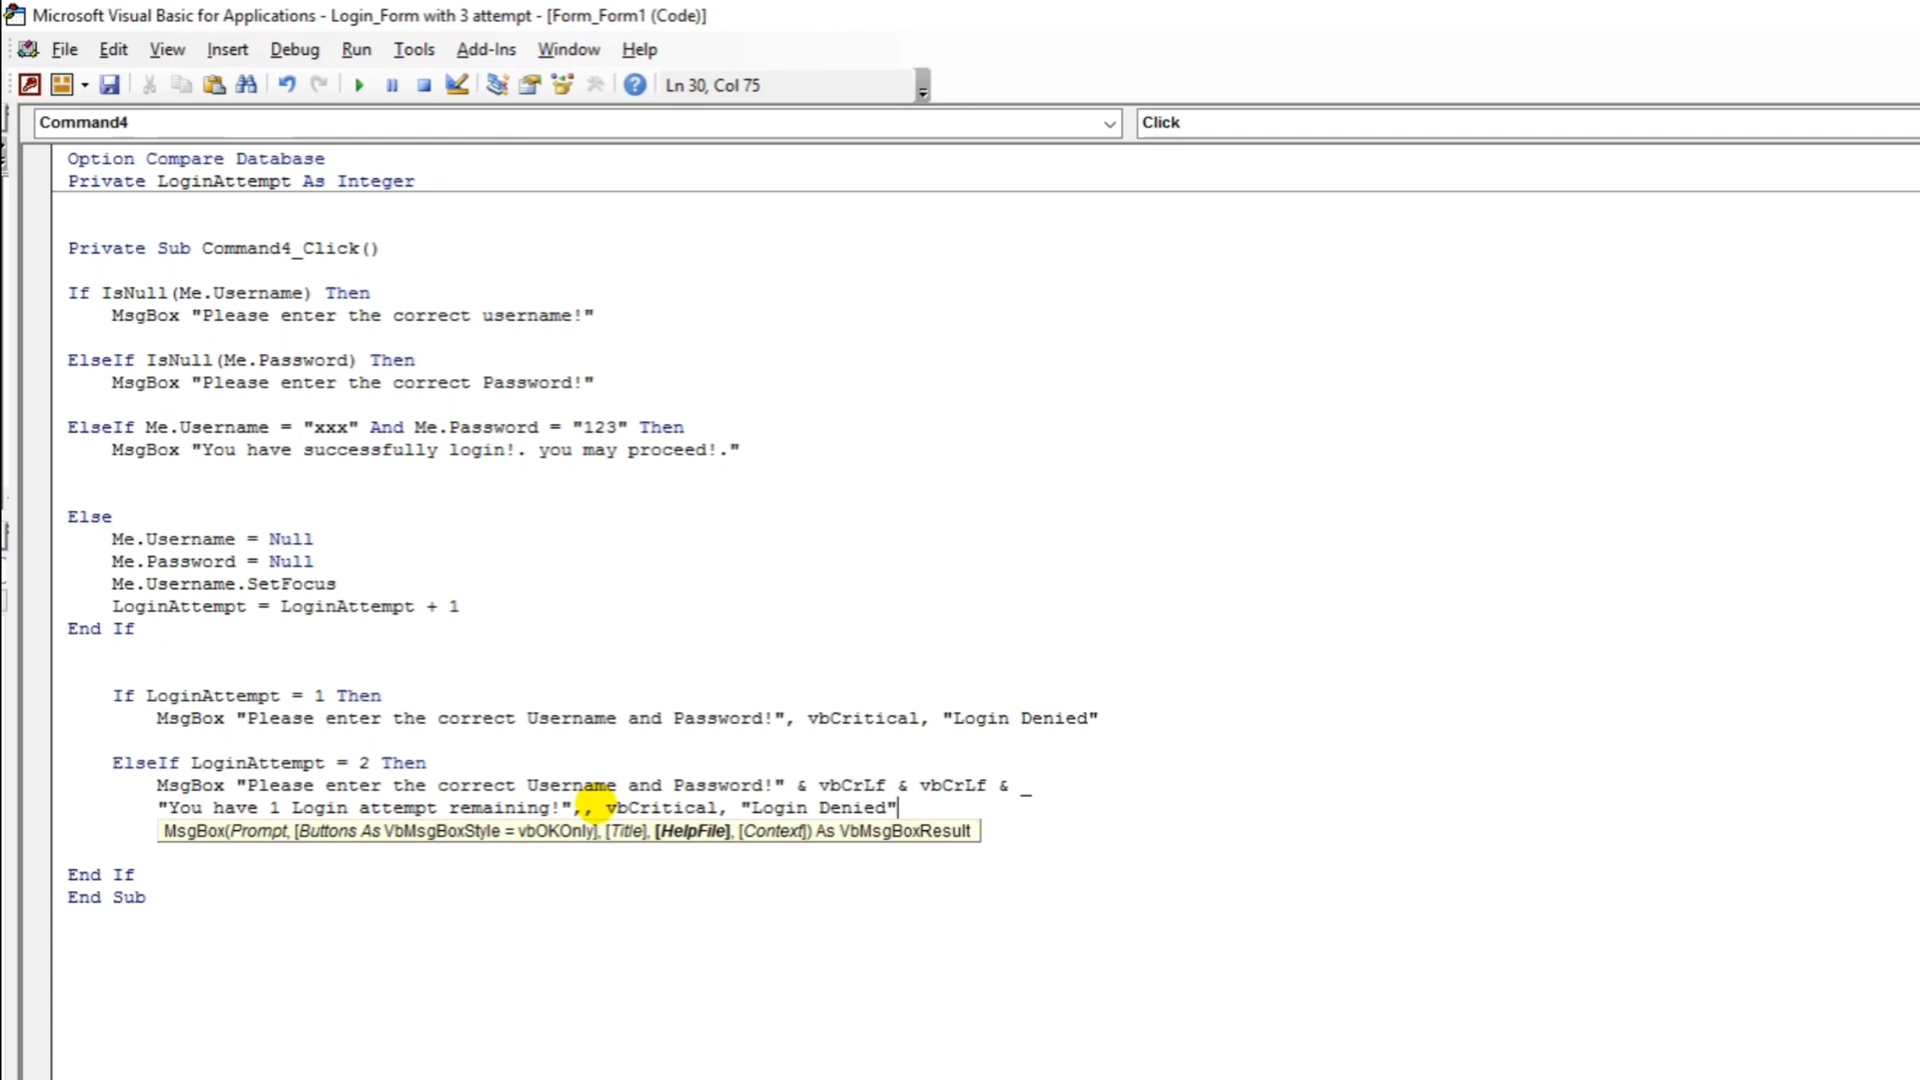 Microsoft Visual Basic for Applications - Login_Form with 3 attempt - [Form_Form1 (Code)]
File Edit View Insert Debug Run Tools Add-Ins Window Help
Ln 30, Col 75
Command4
Click
Option Compare Database
Private LoginAttempt As Integer
Private Sub Command4_Click()
If IsNull(Me.Username) Then
MsgBox "Please enter the correct username!"
ElseIf IsNull(Me.Password) Then
MsgBox "Please enter the correct Password!"
ElseIf Me.Username = "xxx" And Me.Password = "123" Then
MsgBox "You have successfully login!. you may proceed!."
Else
Me.Username = Null
Me.Password = Null
Me.Username.SetFocus
LoginAttempt = LoginAttempt + 1
End If
If LoginAttempt = 1 Then
MsgBox "Please enter the correct Username and Password!", vbCritical, "Login Denied"
ElseIf LoginAttempt = 2 Then
MsgBox "Please enter the correct Username and Password!" & vbCrLf & vbCrLf & _
"You have 1 Login attempt remaining!",, vbCritical, "Login Denied"
MsgBox(Prompt, [Buttons As VbMsgBoxStyle = vbOKOnly], [Title], [HelpFile], [Context]) As VbMsgBoxResult
End If
End Sub